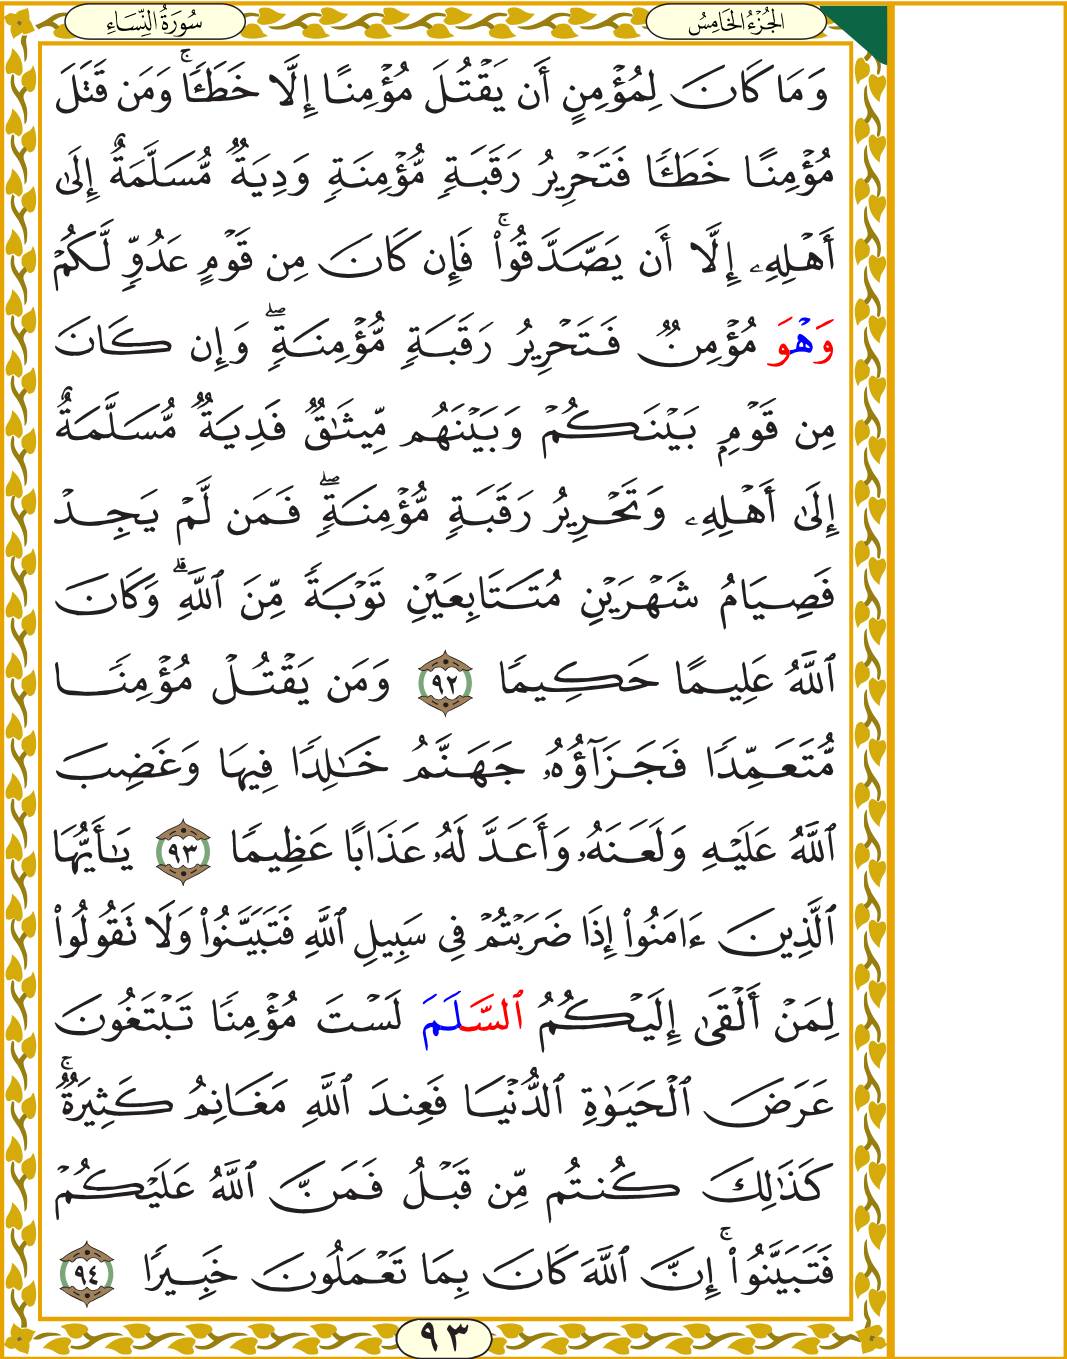 سُورَةُ النِّسَاءِ
الجُزْءُ الخَامِسُ
وَمَا كَانَ لِمُؤْمِنٍ أَن يَقْتُلَ مُؤْمِنًا إِلَّا خَطَـًٔاۚ وَمَن قَتَلَ
مُؤْمِنًا خَطَـًٔا فَتَحْرِيرُ رَقَبَةٍ مُّؤْمِنَةٍ وَدِيَةٌ مُّسَلَّمَةٌ إِلَىٰ
أَهْلِهِۦ إِلَّا أَن يَصَّدَّقُوا۟ۚ فَإِن كَانَ مِن قَوْمٍ عَدُوٍّ لَّكُمْ
وَهْوَ مُؤْمِنٌ فَتَحْرِيرُ رَقَبَةٍ مُّؤْمِنَةٍۖ وَإِن كَانَ
مِن قَوْمٍۭ بَيْنَكُمْ وَبَيْنَهُم مِّيثَٰقٌ فَدِيَةٌ مُّسَلَّمَةٌ
إِلَىٰ أَهْلِهِۦ وَتَحْرِيرُ رَقَبَةٍ مُّؤْمِنَةٍۖ فَمَن لَّمْ يَجِدْ
فَصِيَامُ شَهْرَيْنِ مُتَتَابِعَيْنِ تَوْبَةً مِّنَ ٱللَّهِۗ وَكَانَ
ٱللَّهُ عَلِيمًا حَكِيمًا ٩٢ وَمَن يَقْتُلْ مُؤْمِنًا
مُّتَعَمِّدًا فَجَزَآؤُهُۥ جَهَنَّمُ خَٰلِدًا فِيهَا وَغَضِبَ
ٱللَّهُ عَلَيْهِ وَلَعَنَهُۥ وَأَعَدَّ لَهُۥ عَذَابًا عَظِيمًا ٩٣ يَٰٓأَيُّهَا
ٱلَّذِينَ ءَامَنُوا۟ إِذَا ضَرَبْتُمْ فِى سَبِيلِ ٱللَّهِ فَتَبَيَّنُوا۟ وَلَا تَقُولُوا۟
لِمَنْ أَلْقَىٰ إِلَيْكُمُ ٱلسَّلَمَ لَسْتَ مُؤْمِنًا تَبْتَغُونَ
عَرَضَ ٱلْحَيَوٰةِ ٱلدُّنْيَا فَعِندَ ٱللَّهِ مَغَانِمُ كَثِيرَةٌۚ
كَذَٰلِكَ كُنتُم مِّن قَبْلُ فَمَنَّ ٱللَّهُ عَلَيْكُمْ
فَتَبَيَّنُوا۟ۚ إِنَّ ٱللَّهَ كَانَ بِمَا تَعْمَلُونَ خَبِيرًا ٩٤
٩٣